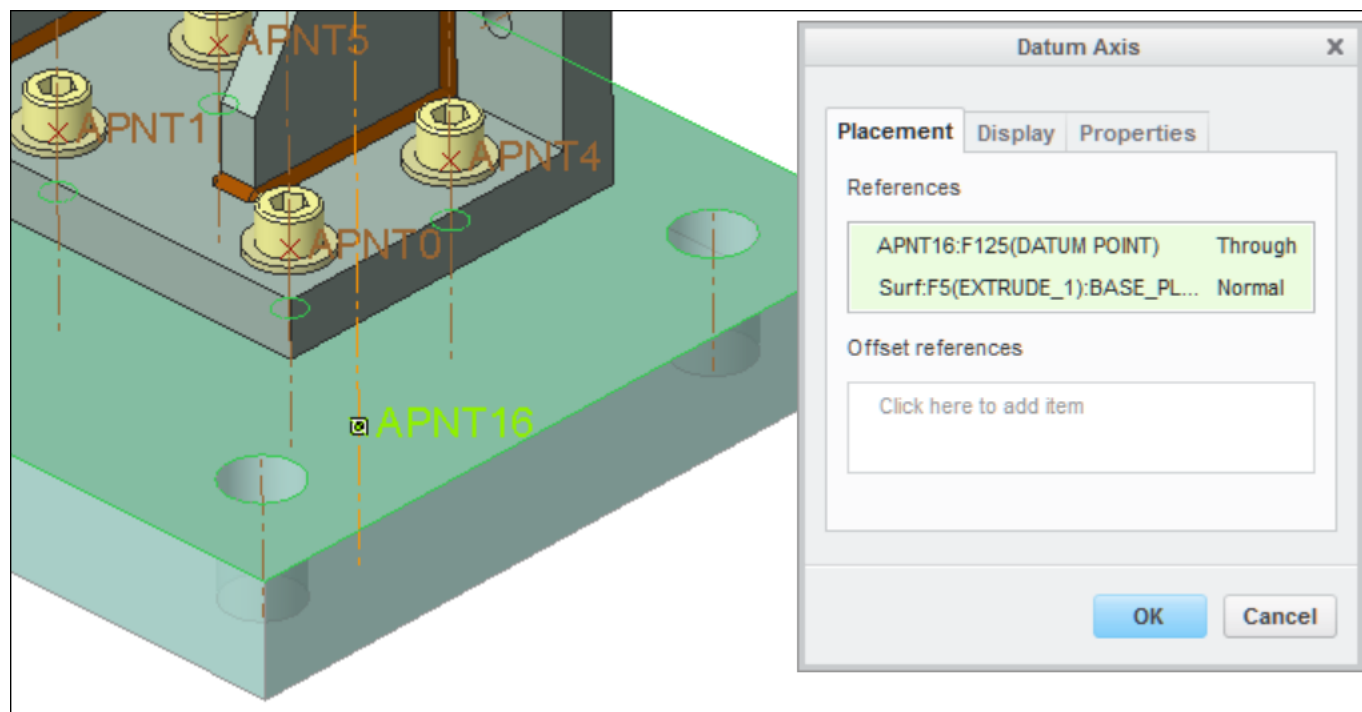 APNT5
APNT1
APNT4
APNT0
APNT16
Datum Axis
Placement Display Properties
References
APNT16:F125(DATUM POINT) Through
Surf:F5(EXTRUDE_1):BASE_PL... Normal
Offset references
Click here to add item
OK Cancel